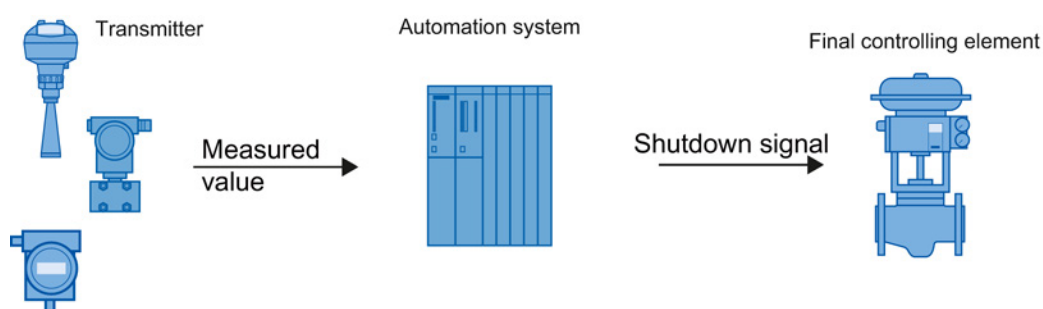 Transmitter
Automation system
Final controlling element
Measured
value
Shutdown signal